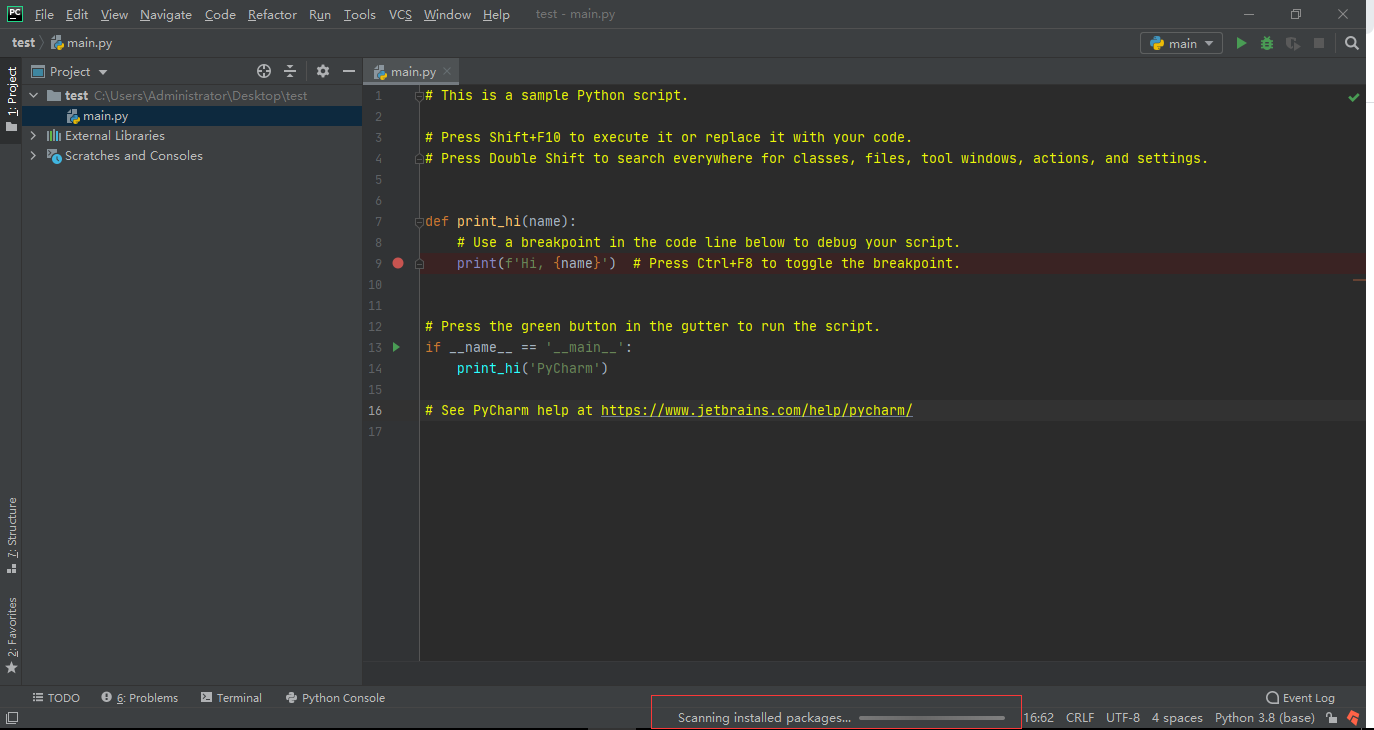 PC File Edit View Navigate Code Refactor Run Tools VCS Window Help test - main.py
test main.py main
1: Project
Project
test C:\Users\Administrator\Desktop\test
main.py
External Libraries
Scratches and Consoles
7: Structure
2: Favorites
main.py
1 # This is a sample Python script.
2
3 # Press Shift+F10 to execute it or replace it with your code.
4 # Press Double Shift to search everywhere for classes, files, tool windows, actions, and settings.
5
6
7 def print_hi(name):
8     # Use a breakpoint in the code line below to debug your script.
9     print(f'Hi, {name}')  # Press Ctrl+F8 to toggle the breakpoint.
10
11
12 # Press the green button in the gutter to run the script.
13 if __name__ == '__main__':
14     print_hi('PyCharm')
15
16 # See PyCharm help at https://www.jetbrains.com/help/pycharm/
17
TODO 6: Problems Terminal Python Console Event Log
Scanning installed packages... 16:62 CRLF UTF-8 4 spaces Python 3.8 (base)